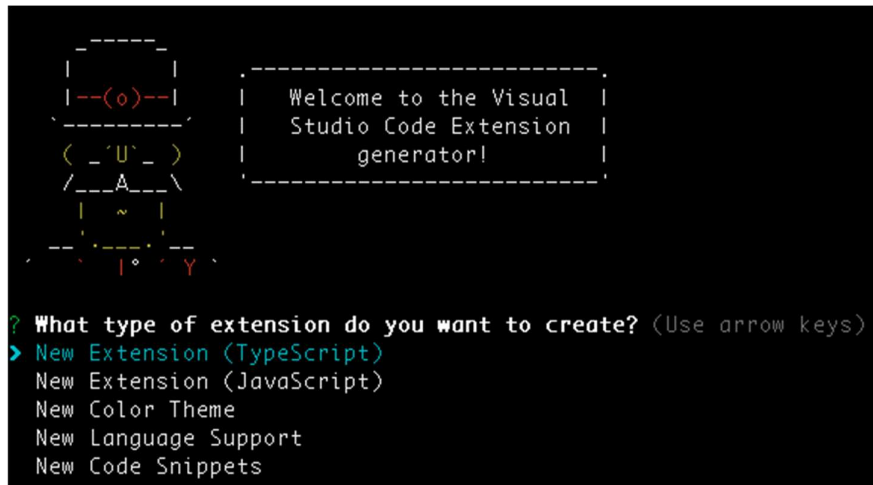 Welcome to the Visual
Studio Code Extension
generator!
? What type of extension do you want to create? (Use arrow keys)
> New Extension (TypeScript)
New Extension (JavaScript)
New Color Theme
New Language Support
New Code Snippets